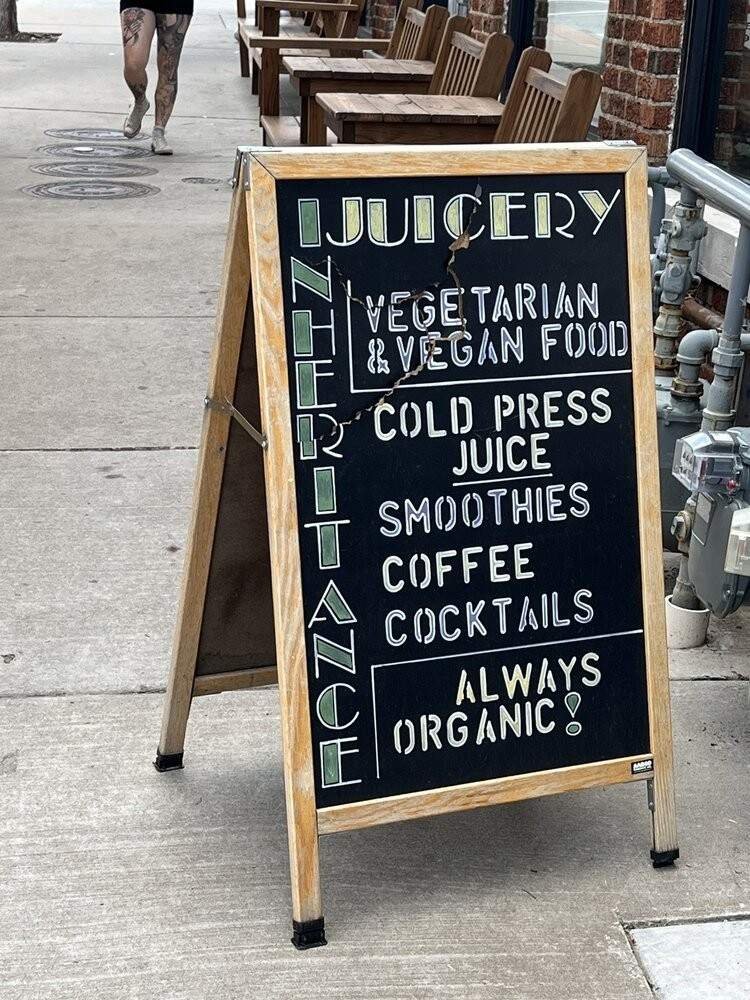 INHERITANCE
JUICERY
VEGETARIAN
& VEGAN FOOD
COLD PRESS
JUICE
SMOOTHIES
COFFEE
COCKTAILS
ALWAYS
ORGANIC!